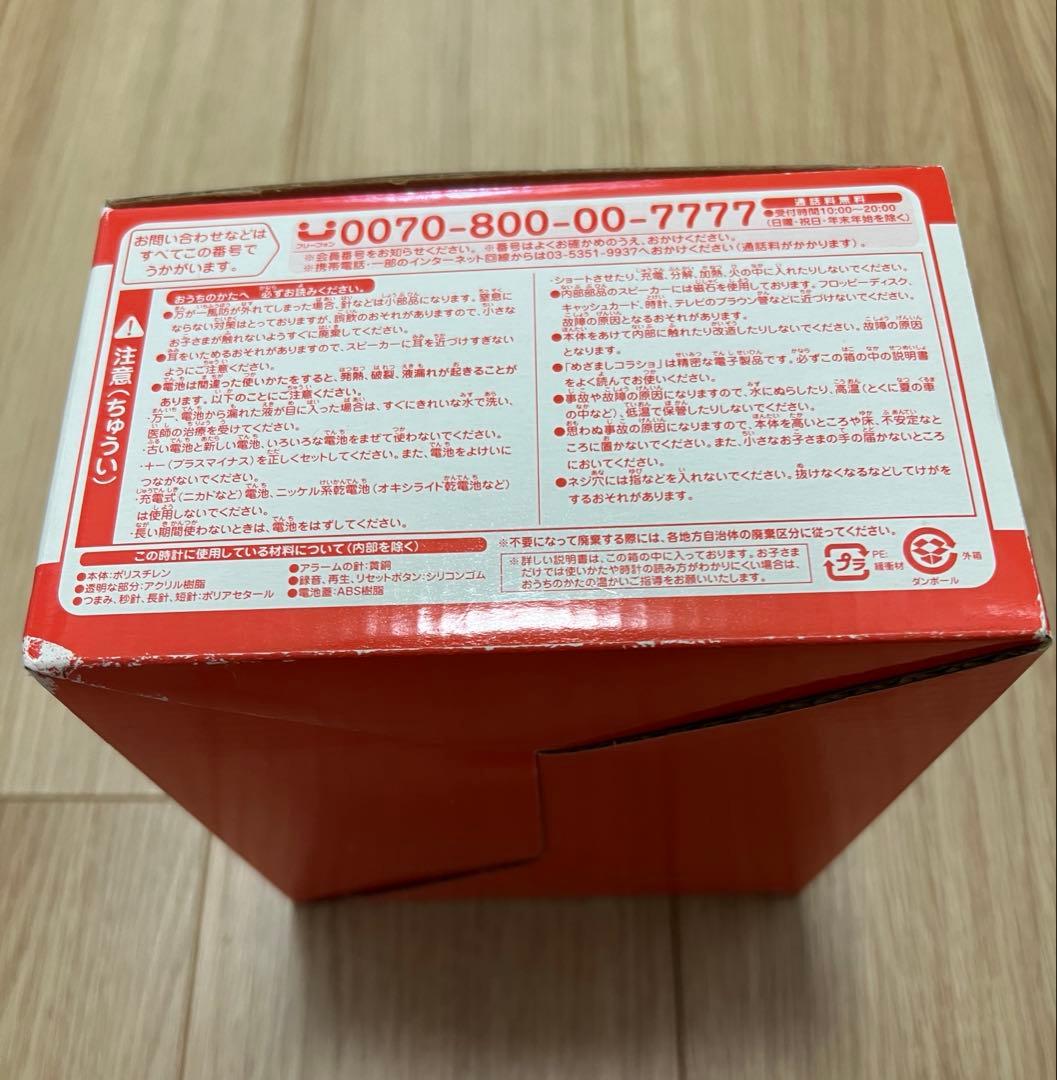 お問い合わせなどは
すべてこの番号で
うかがいます。
フリーフォン
0070-800-00-7777
通話料無料
●受付時間10:00～20:00
(日曜・祝日・年末年始を除く)
※会員番号をお知らせください。※番号はよくお確かめのうえ、おかけください。
※携帯電話・一部のインターネット回線からは03-5351-9937へおかけください(通話料がかかります)。
注意(ちゅうい)
おうちのかたへ 必ずお読みください。
●万が一風防が外れてしまった場合、針などは小部品になります。窒息に
ならない対策はとっておりますが、誤飲のおそれがありますので、小さな
お子さまが触れないようすぐに廃棄してください。
●耳をいためるおそれがありますので、スピーカーに耳を近づけすぎない
ようにご注意ください。
●電池は間違った使いかたをすると、発熱、破裂、液漏れが起きることが
あります。以下のことにご注意ください。
・万一、電池から漏れた液が目に入った場合は、すぐにきれいな水で洗い、
医師の治療を受けてください。
・古い電池と新しい電池、いろいろな電池をまぜて使わないでください。
・＋－(プラスマイナス)を正しくセットしてください。また、電池をよけいに
つながないでください。
・充電式(ニカドなど)電池、ニッケル系乾電池(オキシライド乾電池など)
は使用しないでください。
・長い期間使わないときは、電池をはずしてください。
・ショートさせたり、充電、分解、加熱、火の中に入れたりしないでください。
●内部部品のスピーカーには磁石を使用しております。フロッピーディスク、
キャッシュカード、時計、テレビのブラウン管などに近づけないでください。
故障の原因となるおそれがあります。
●本体をあけて内部に触れたり改造したりしないでください。故障の原因
となります。
●「めざましコラショ」は精密な電子製品です。必ずこの箱の中の説明書
をよく読んでお使いください。
●事故や故障の原因になりますので、水にぬらしたり、高温(とくに夏の車
の中など)、低温で保管したりしないでください。
●思わぬ事故の原因になりますので、本体を高いところや床、不安定なと
ころに置かないでください。また、小さなお子さまの手の届かないところ
においてください。
●ネジ穴には指などを入れないでください。抜けなくなるなどしてけがを
するおそれがあります。
この時計に使用している材料について(内部を除く)
●本体:ポリスチレン
●透明な部分:アクリル樹脂
●つまみ、秒針、長針、短針:ポリアセタール
●アラームの針:黄銅
●録音、再生、リセットボタン:シリコンゴム
●電池蓋:ABS樹脂
※不要になって廃棄する際には、各地方自治体の廃棄区分に従ってください。
※詳しい説明書は、この箱の中に入っております。お子さま
だけでは使いかたや時計の読み方がわかりにくい場合は、
おうちのかたの温かいご指導をお願いいたします。
プラ
PE:
緩衝材
ダンボール
外箱